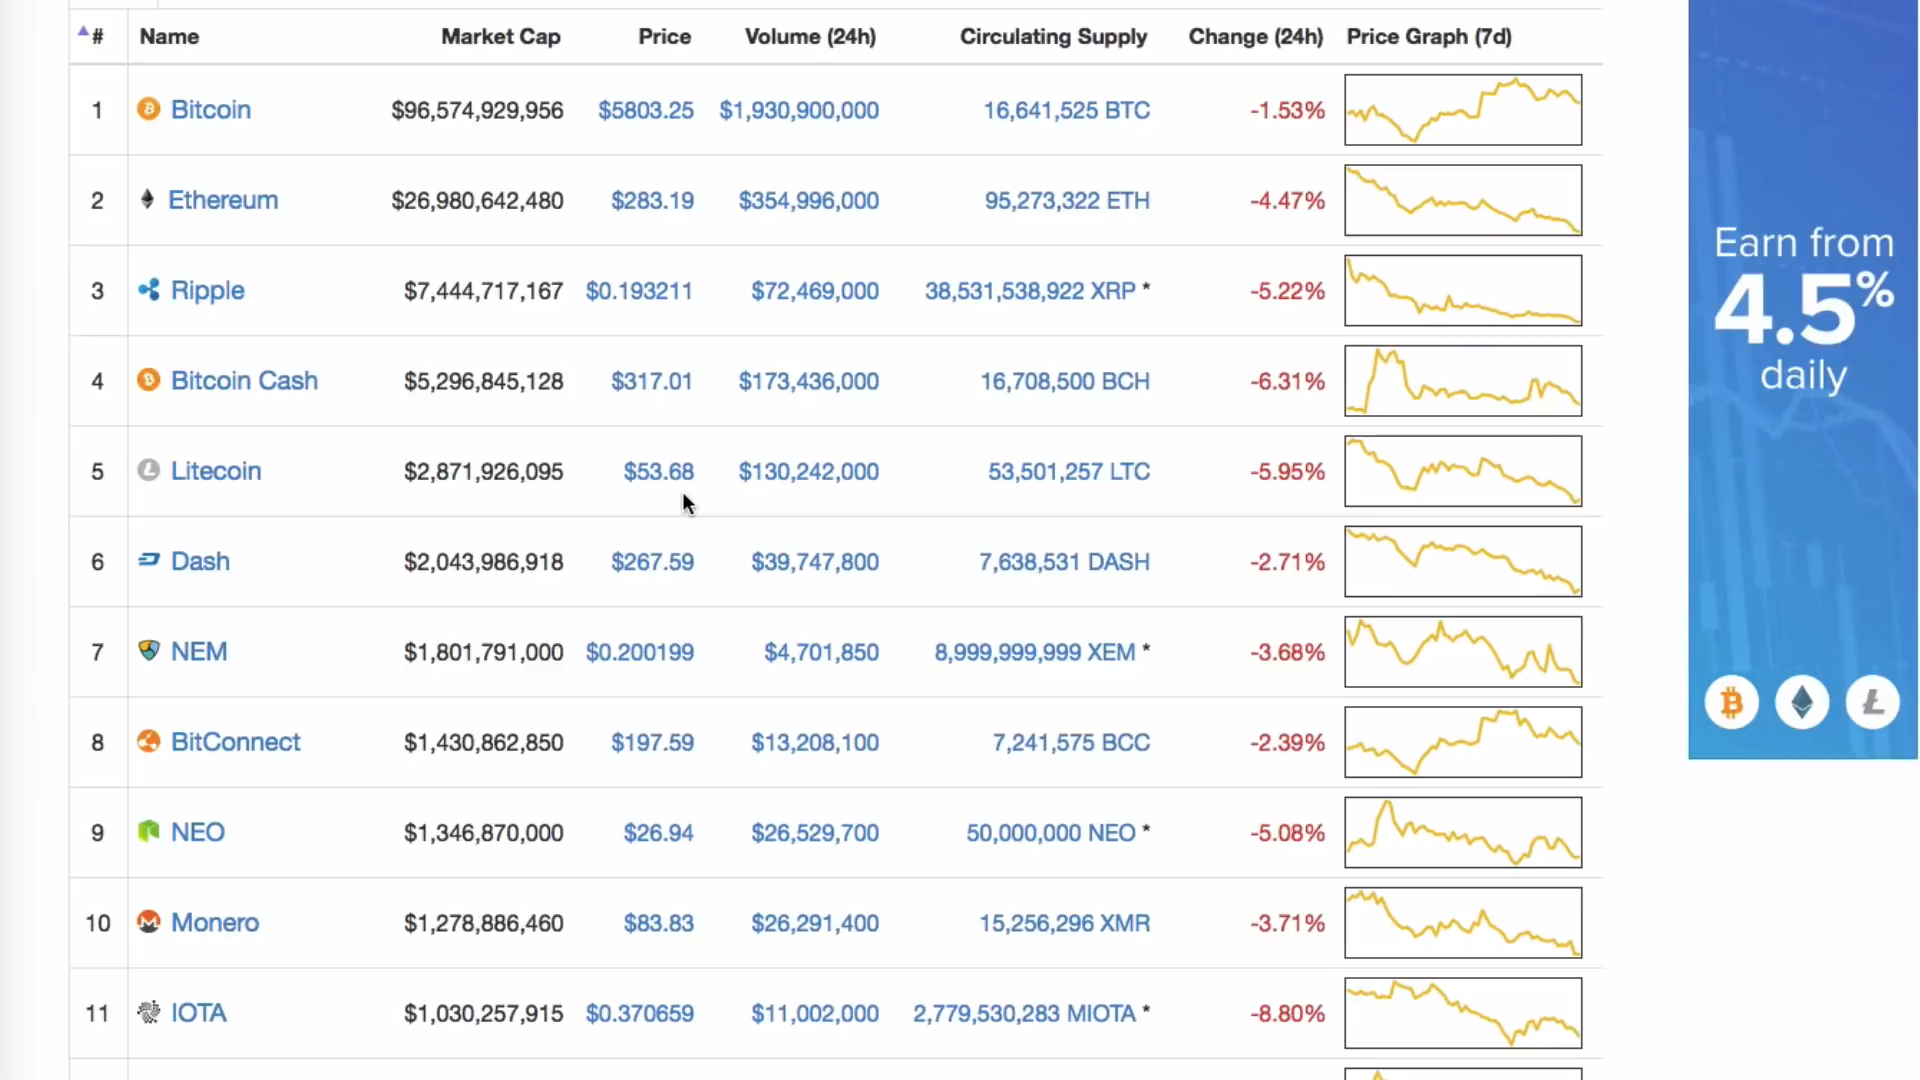 # Name Market Cap Price Volume (24h) Circulating Supply Change (24h) Price Graph (7d)
1 Bitcoin $96,574,929,956 $5803.25 $1,930,900,000 16,641,525 BTC -1.53%
2 Ethereum $26,980,642,480 $283.19 $354,996,000 95,273,322 ETH -4.47%
3 Ripple $7,444,717,167 $0.193211 $72,469,000 38,531,538,922 XRP * -5.22%
4 Bitcoin Cash $5,296,845,128 $317.01 $173,436,000 16,708,500 BCH -6.31%
5 Litecoin $2,871,926,095 $53.68 $130,242,000 53,501,257 LTC -5.95%
6 Dash $2,043,986,918 $267.59 $39,747,800 7,638,531 DASH -2.71%
7 NEM $1,801,791,000 $0.200199 $4,701,850 8,999,999,999 XEM * -3.68%
8 BitConnect $1,430,862,850 $197.59 $13,208,100 7,241,575 BCC -2.39%
9 NEO $1,346,870,000 $26.94 $26,529,700 50,000,000 NEO * -5.08%
10 Monero $1,278,886,460 $83.83 $26,291,400 15,256,296 XMR -3.71%
11 IOTA $1,030,257,915 $0.370659 $11,002,000 2,779,530,283 MIOTA * -8.80%
Earn from
4.5%
daily